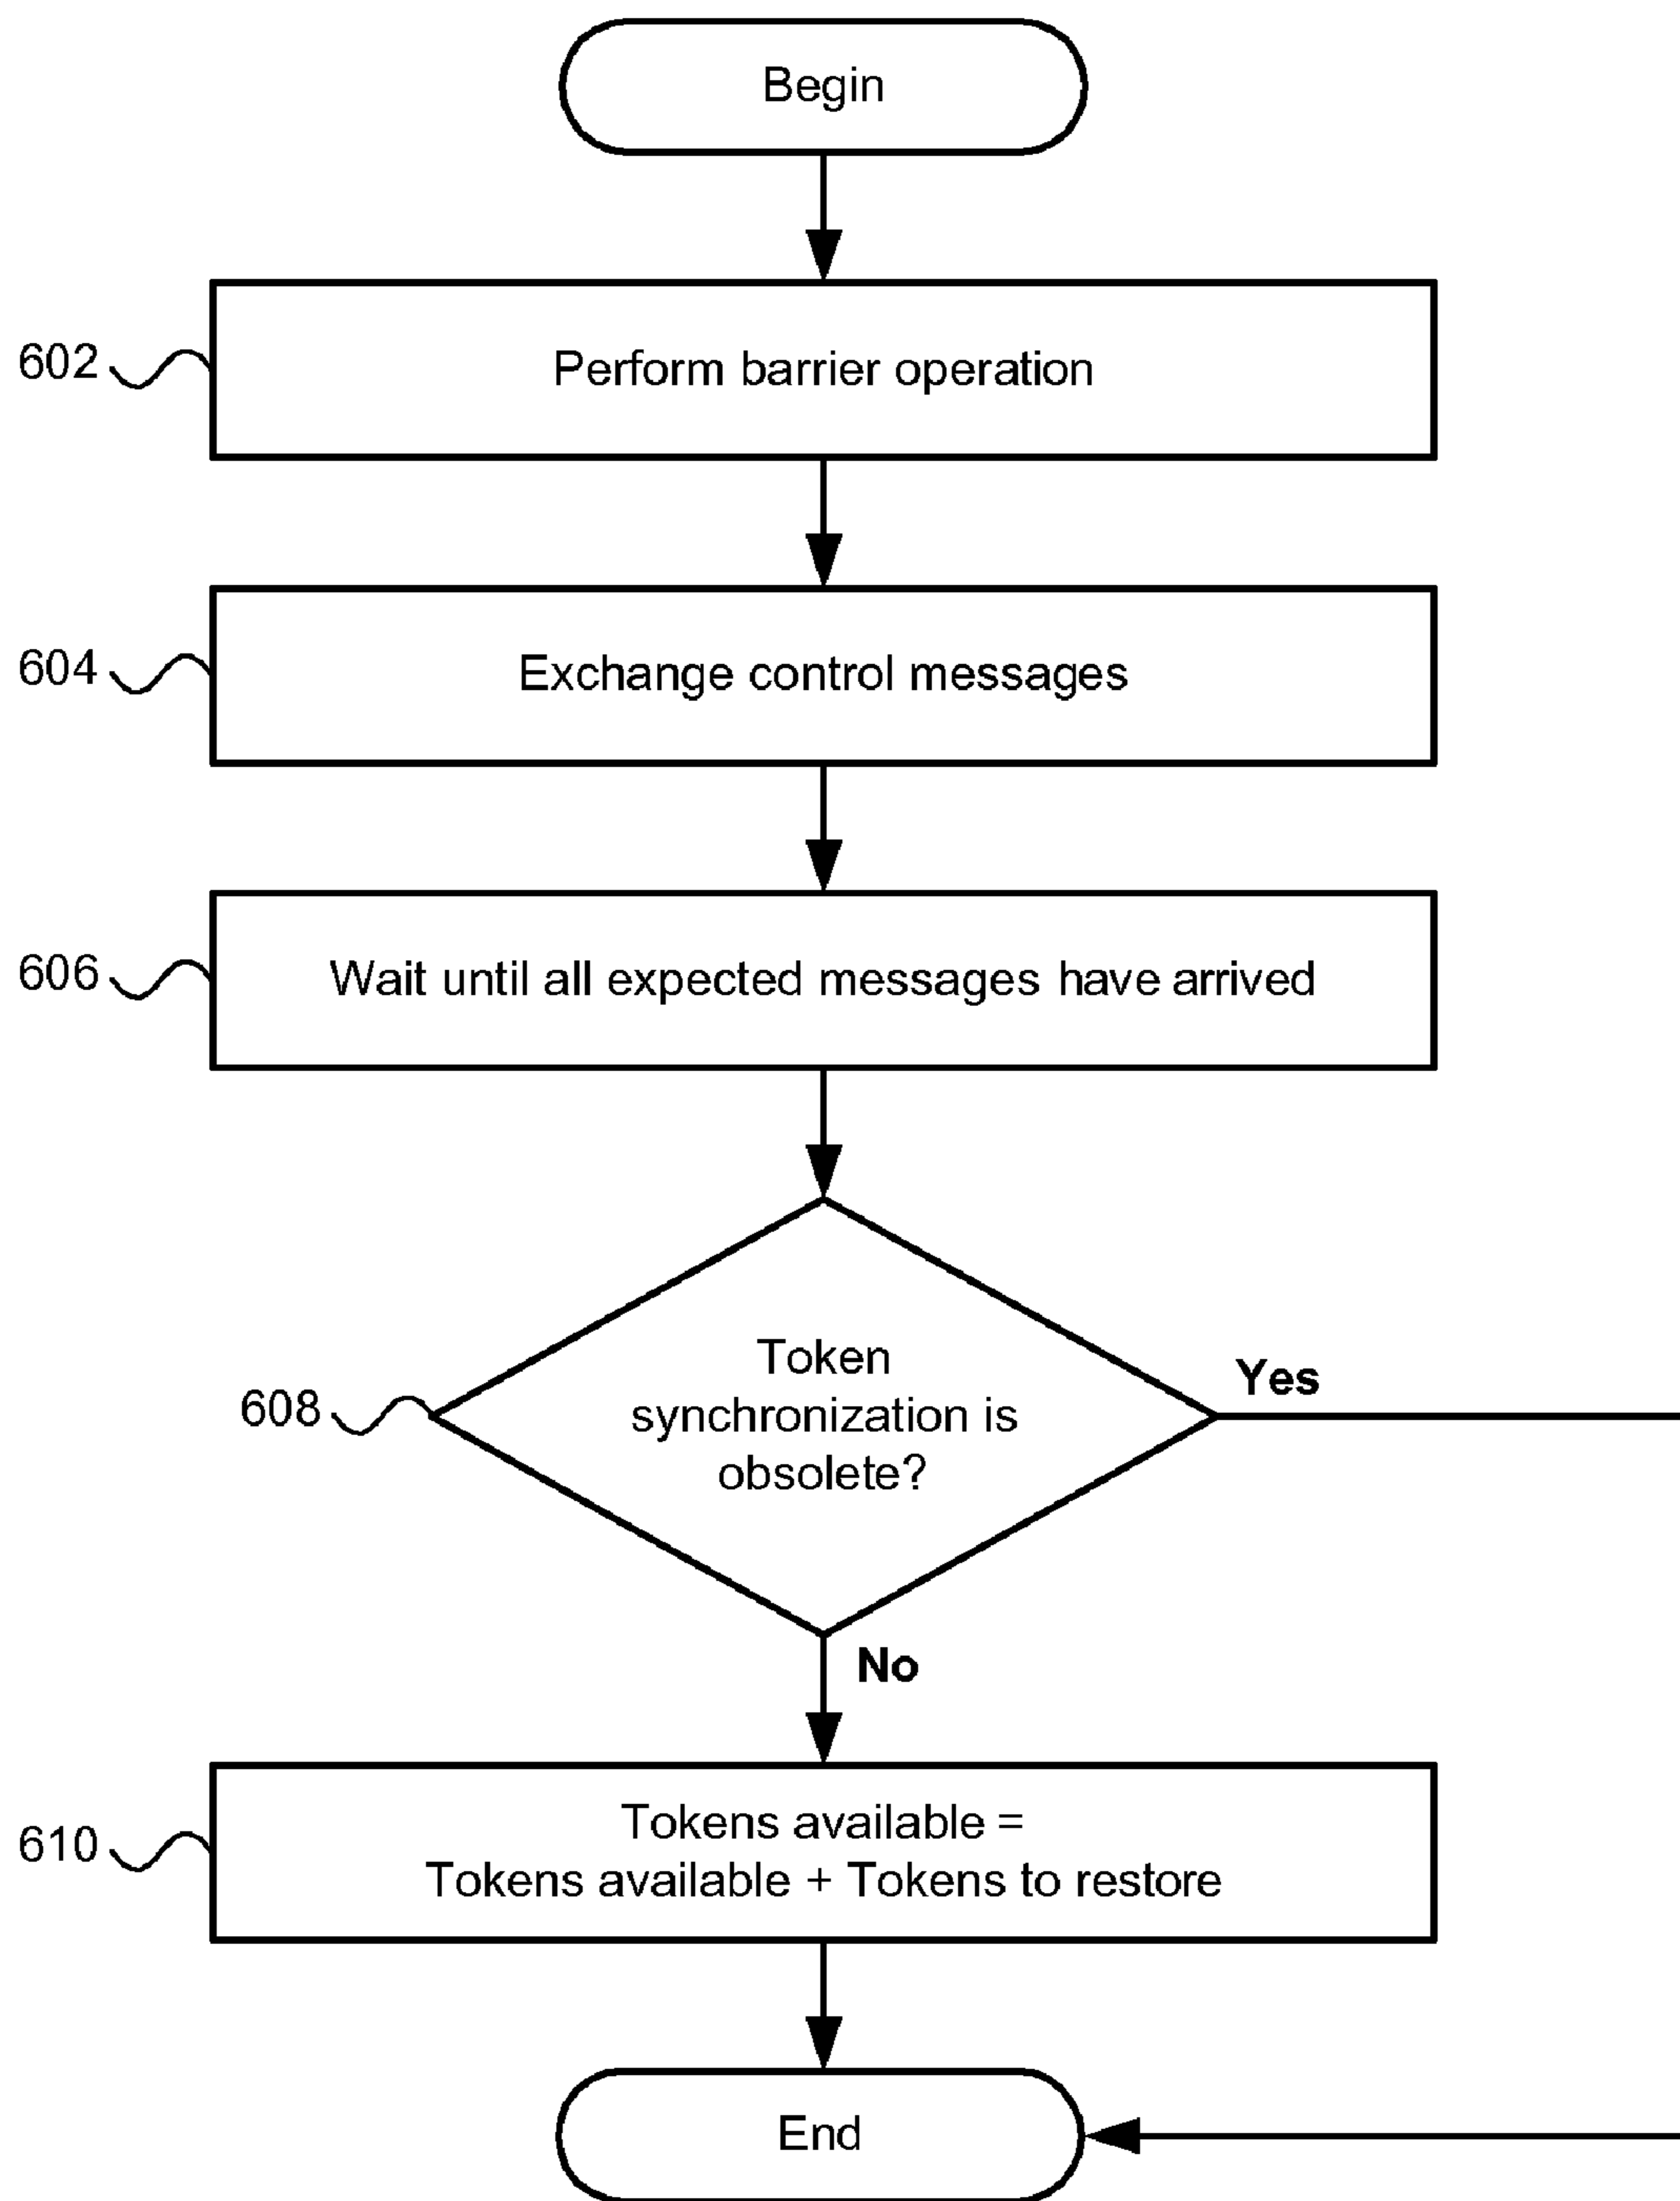 Begin
602
Perform barrier operation
604
Exchange control messages
606
Wait until all expected messages have arrived
608
Token
synchronization is
obsolete?
Yes
No
610
Tokens available =
Tokens available + Tokens to restore
End